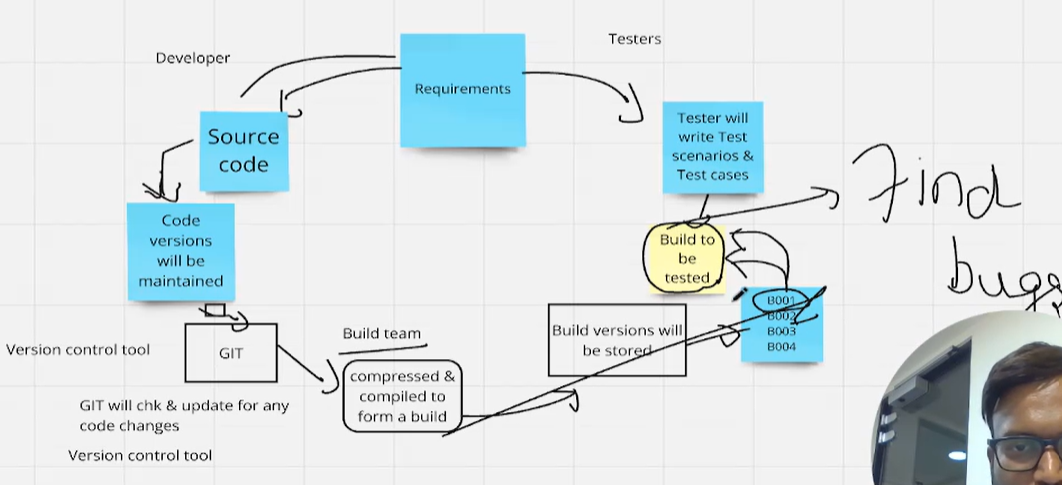 Developer
Testers
Requirements
Source
code
Tester will
write Test
scenarios &
Test cases
Find
bugs
Code
versions
will be
maintained
Build to
be
tested
B001
B002
B003
B004
Build versions will
be stored
Version control tool
GIT
Build team
compressed &
compiled to
form a build
GIT will chk & update for any
code changes
Version control tool